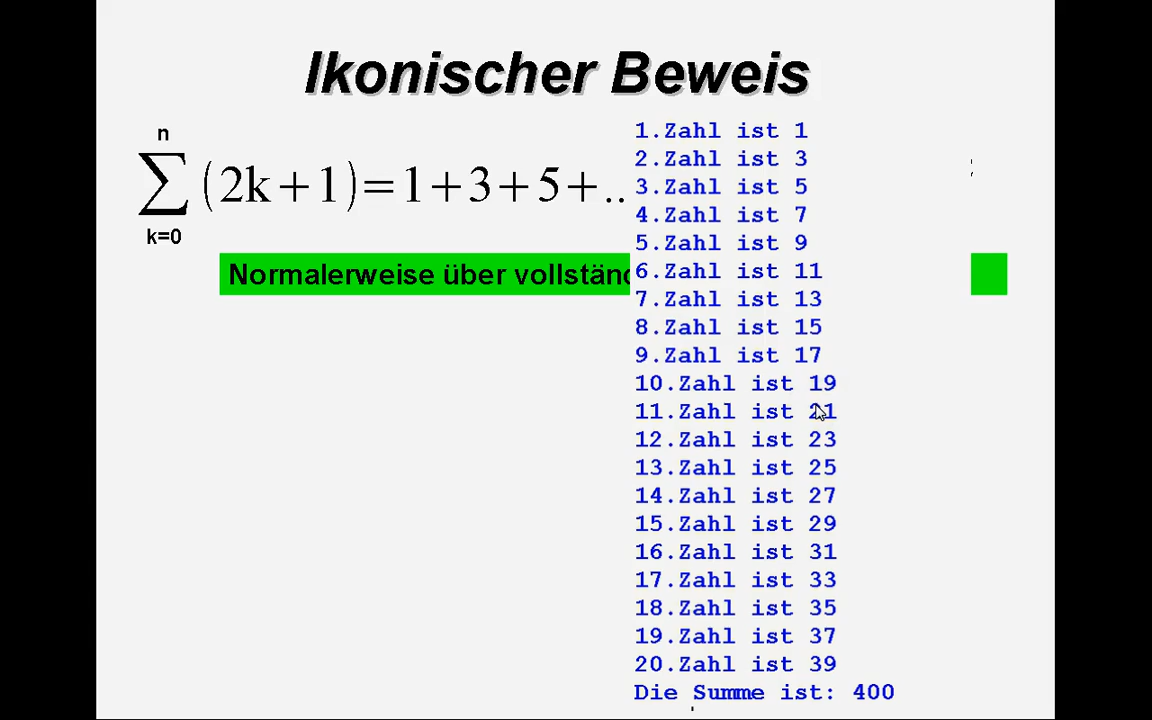 Ikonischer Beweis
n
∑ (2k+1)=1+3+5+..
k=0
Normalerweise über
1.Zahl ist 1
2.Zahl ist 3
3.Zahl ist 5
4.Zahl ist 7
5.Zahl ist 9
6.Zahl ist 11
7.Zahl ist 13
8.Zahl ist 15
9.Zahl ist 17
10.Zahl ist 19
11.Zahl ist 21
12.Zahl ist 23
13.Zahl ist 25
14.Zahl ist 27
15.Zahl ist 29
16.Zahl ist 31
17.Zahl ist 33
18.Zahl ist 35
19.Zahl ist 37
20.Zahl ist 39
Die Summe ist: 400